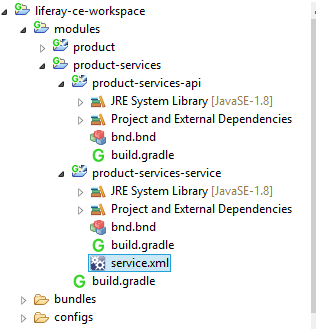 liferay-ce-workspace
modules
product
product-services
product-services-api
JRE System Library [JavaSE-1.8]
Project and External Dependencies
bnd.bnd
build.gradle
product-services-service
JRE System Library [JavaSE-1.8]
Project and External Dependencies
bnd.bnd
build.gradle
service.xml
build.gradle
bundles
configs